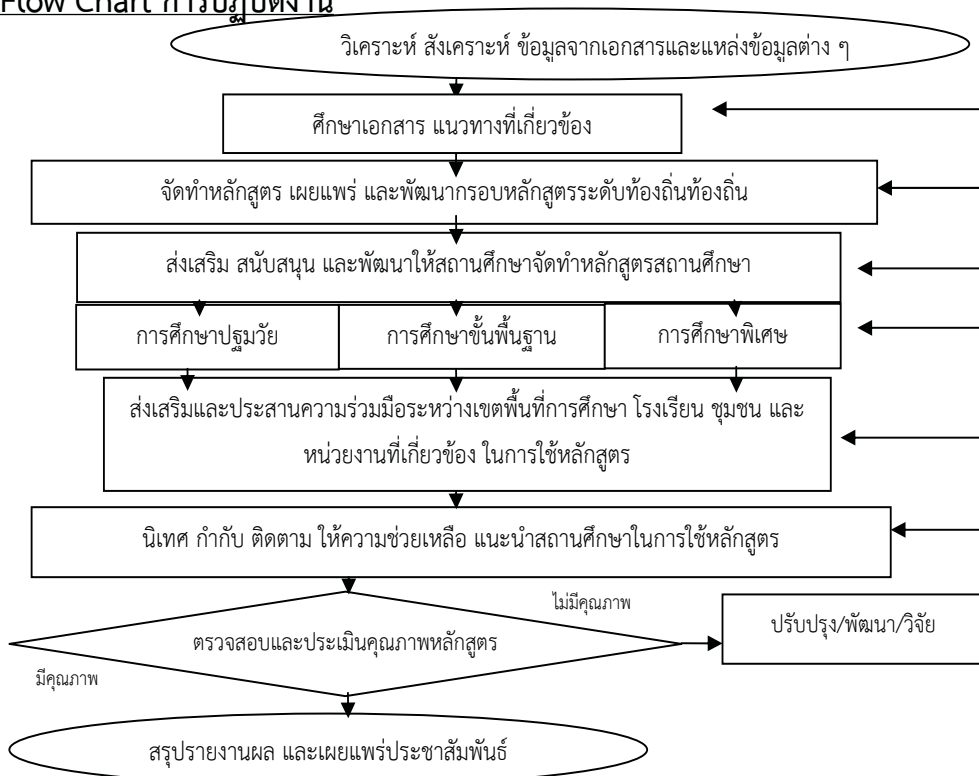 Flow Chart การปฏิบัติงาน
วิเคราะห์ สังเคราะห์ ข้อมูลจากเอกสารและแหล่งข้อมูลต่าง ๆ
ศึกษาเอกสาร แนวทางที่เกี่ยวข้อง
จัดทำหลักสูตร เผยแพร่ และพัฒนากรอบหลักสูตรระดับท้องถิ่นท้องถิ่น
ส่งเสริม สนับสนุน และพัฒนาให้สถานศึกษาจัดทำหลักสูตรสถานศึกษา
การศึกษาปฐมวัย
การศึกษาขั้นพื้นฐาน
การศึกษาพิเศษ
ส่งเสริมและประสานความร่วมมือระหว่างเขตพื้นที่การศึกษา โรงเรียน ชุมชน และ
หน่วยงานที่เกี่ยวข้อง ในการใช้หลักสูตร
นิเทศ กำกับ ติดตาม ให้ความช่วยเหลือ แนะนำสถานศึกษาในการใช้หลักสูตร
ไม่มีคุณภาพ
ตรวจสอบและประเมินคุณภาพหลักสูตร
ปรับปรุง/พัฒนา/วิจัย
มีคุณภาพ
สรุปรายงานผล และเผยแพร่ประชาสัมพันธ์